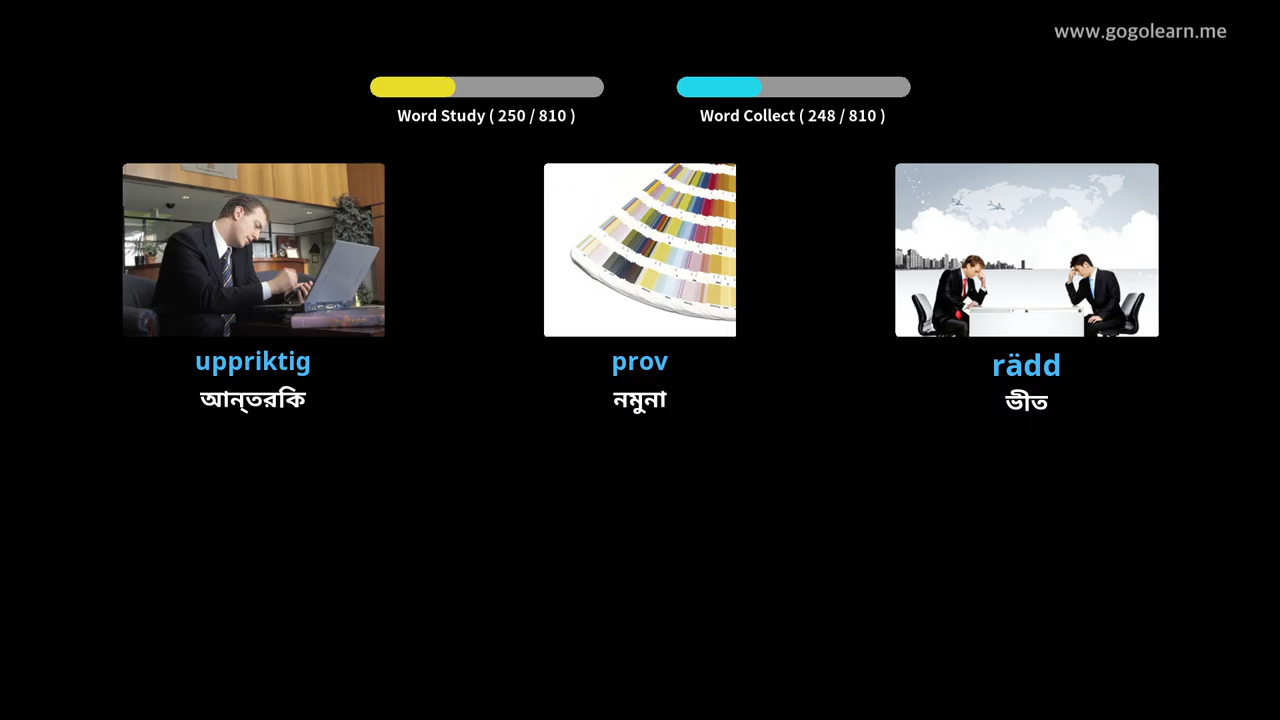 www.gogolearn.me
Word Study ( 250 / 810 )
Word Collect ( 248 / 810 )
uppriktig
আন্তরিক
prov
নমুনা
rädd
ভীত